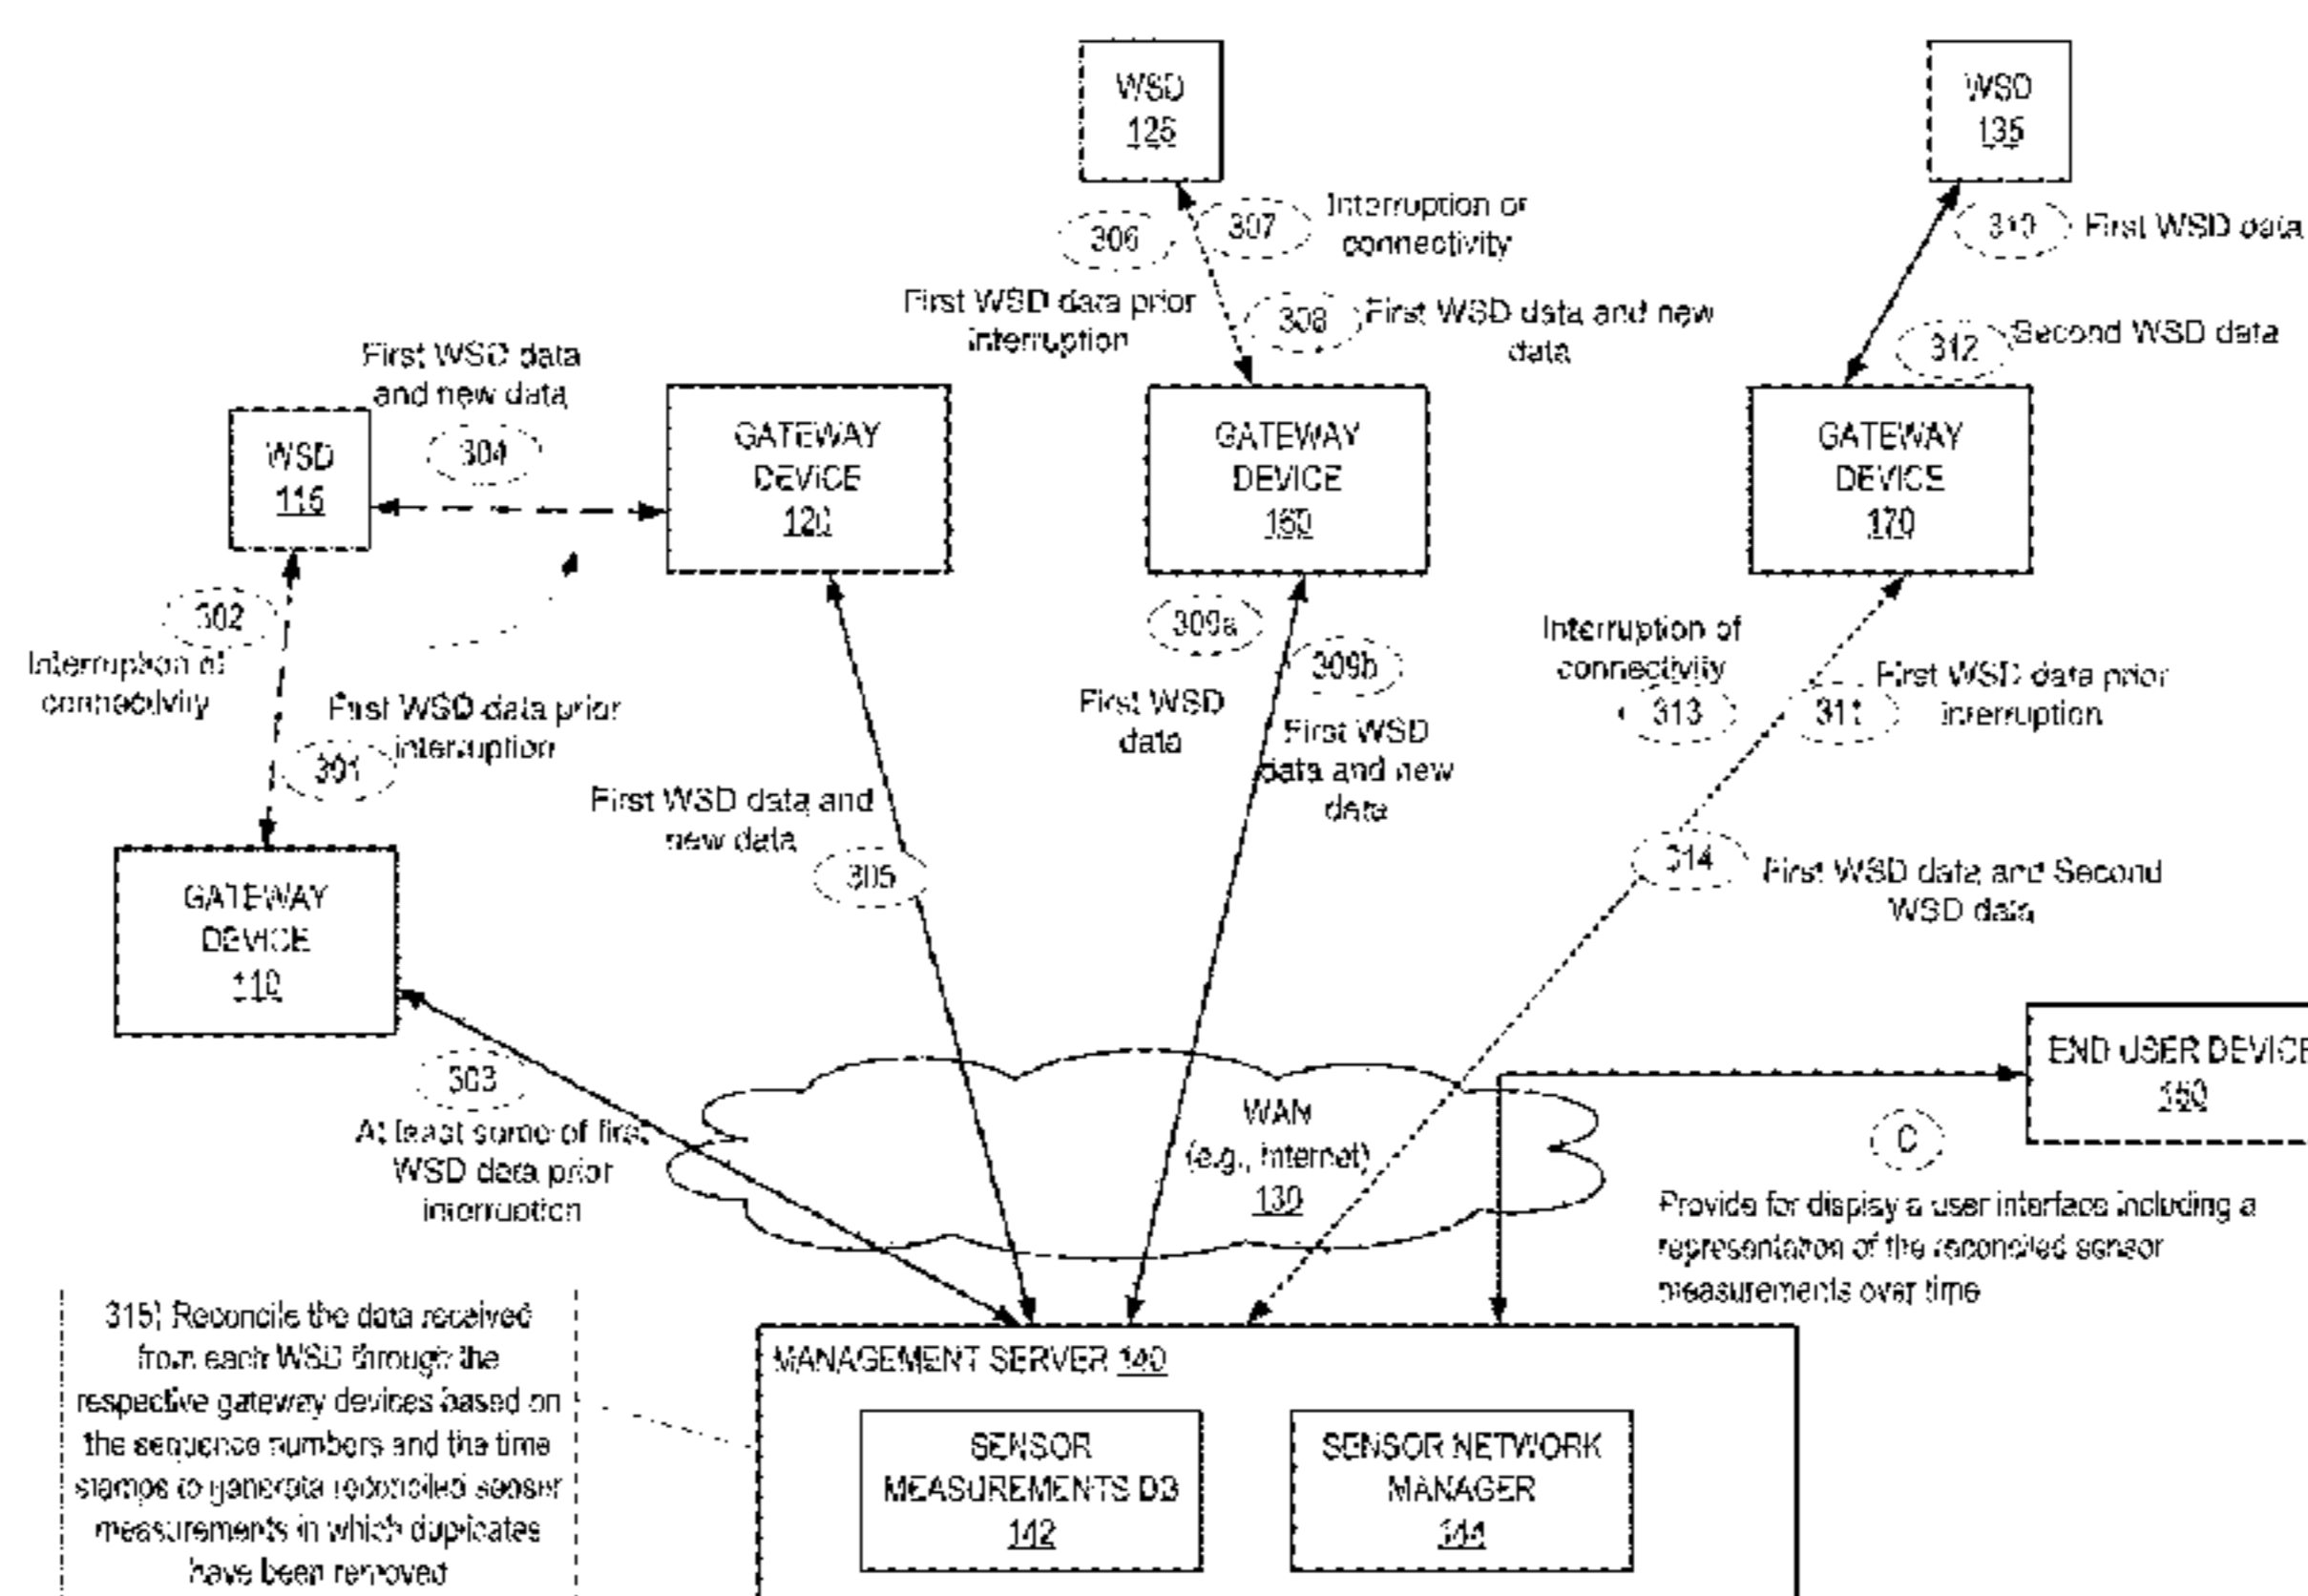 WSD
125
WSD
135
306
307
Interruption of
connectivity
310
First WSD data
First WSD data prior
interruption
308
First WSD data and new
data
312
Second WSD data
First WSD data
and new data
304
WSD
115
GATEWAY
DEVICE
120
GATEWAY
DEVICE
160
GATEWAY
DEVICE
170
302
Interruption of
connectivity
First WSD data prior
interruption
301
309a
First WSD
data
309b
First WSD
data and new
data
Interruption of
connectivity
313
311
First WSD data prior
interruption
First WSD data and
new data
305
314
First WSD data and Second
WSD data
GATEWAY
DEVICE
110
303
At least some of first
WSD data prior
interruption
WAN
(e.g., Internet)
130
END USER DEVICE
150
C
Provide for display a user interface including a
representation of the reconciled sensor
measurements over time
315) Reconcile the data received
from each WSD through the
respective gateway devices based on
the sequence numbers and the time
stamps to generate reconciled sensor
measurements in which duplicates
have been removed
MANAGEMENT SERVER 140
SENSOR
MEASUREMENTS DB
142
SENSOR NETWORK
MANAGER
144